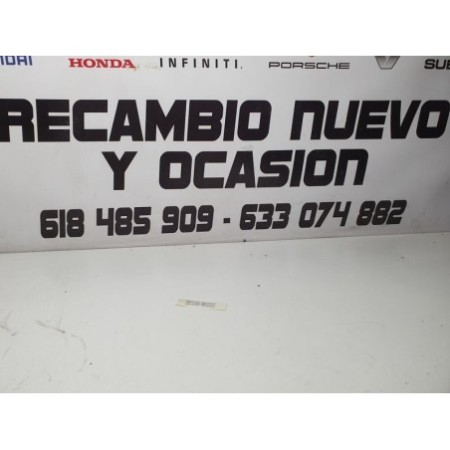 HONDA INFINITI PORSCHE
RECAMBIO NUEVO
Y OCASION
618 485 909 - 633 074 882